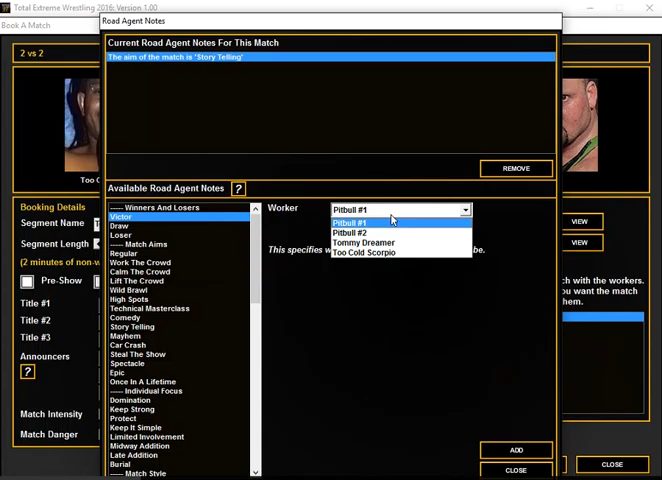 Total Extreme Wrestling 2016: Version 1.00
Book A Match
Road Agent Notes
2 vs 2
Current Road Agent Notes For This Match
The aim of the match is 'Story Telling'
REMOVE
Too
Available Road Agent Notes
?
Booking Details
Segment Name
Segment Length
(2 minutes of non-
Pre-Show
Title #1
Title #2
Title #3
Announcers
?
Match Intensity
Match Danger
----- Winners And Losers
Victor
Draw
Loser
----- Match Aims
Regular
Work The Crowd
Calm The Crowd
Lift The Crowd
Wild Brawl
High Spots
Technical Masterclass
Comedy
Story Telling
Mayhem
Car Crash
Steal The Show
Spectacle
Epic
Once In A Lifetime
----- Individual Focus
Domination
Keep Strong
Protect
Keep It Simple
Limited Involvement
Midway Addition
Late Addition
Burial
----- Match Style
Worker
Pitbull #1
Pitbull #1
Pitbull #2
Tommy Dreamer
Too Cold Scorpio
This specifies
be.
VIEW
VIEW
ch with the workers.
ou want the match
hem.
ADD
CLOSE
CLOSE